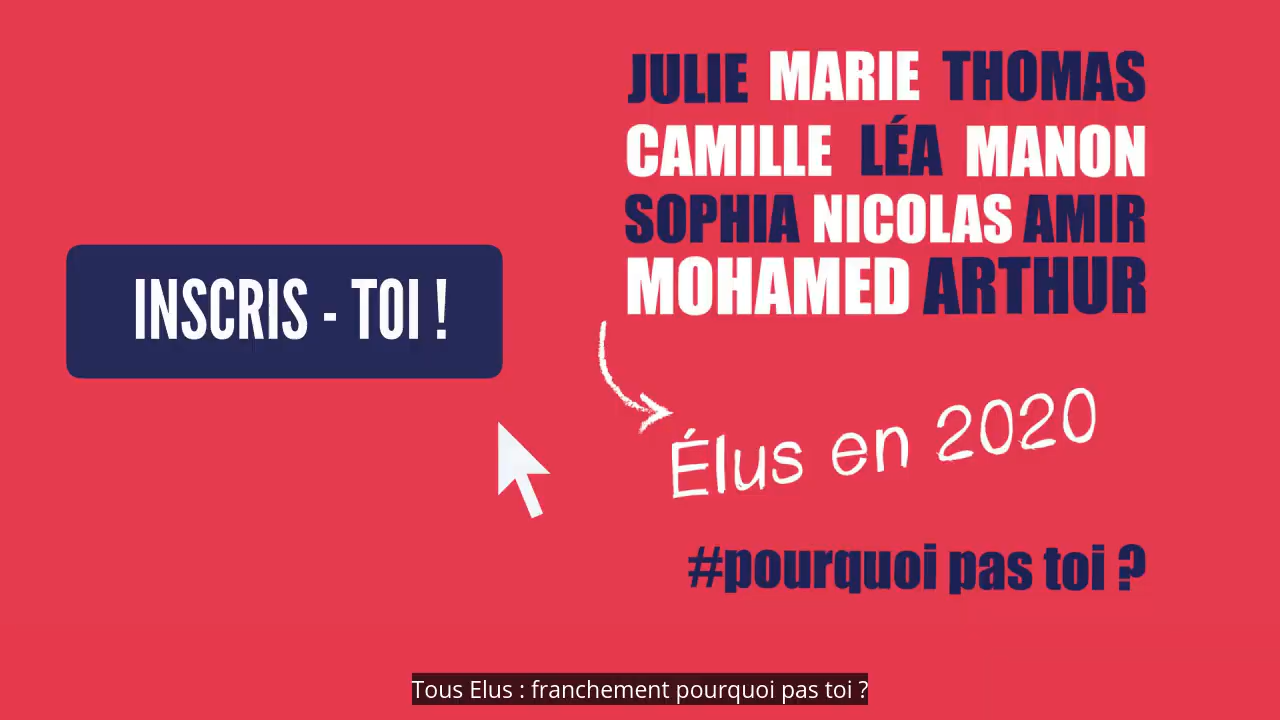 JULIE MARIE THOMAS
CAMILLE LÉA MANON
SOPHIA NICOLAS AMIR
MOHAMED ARTHUR
INSCRIS - TOI !
Élus en 2020
#pourquoi pas toi ?
Tous Elus : franchement pourquoi pas toi ?